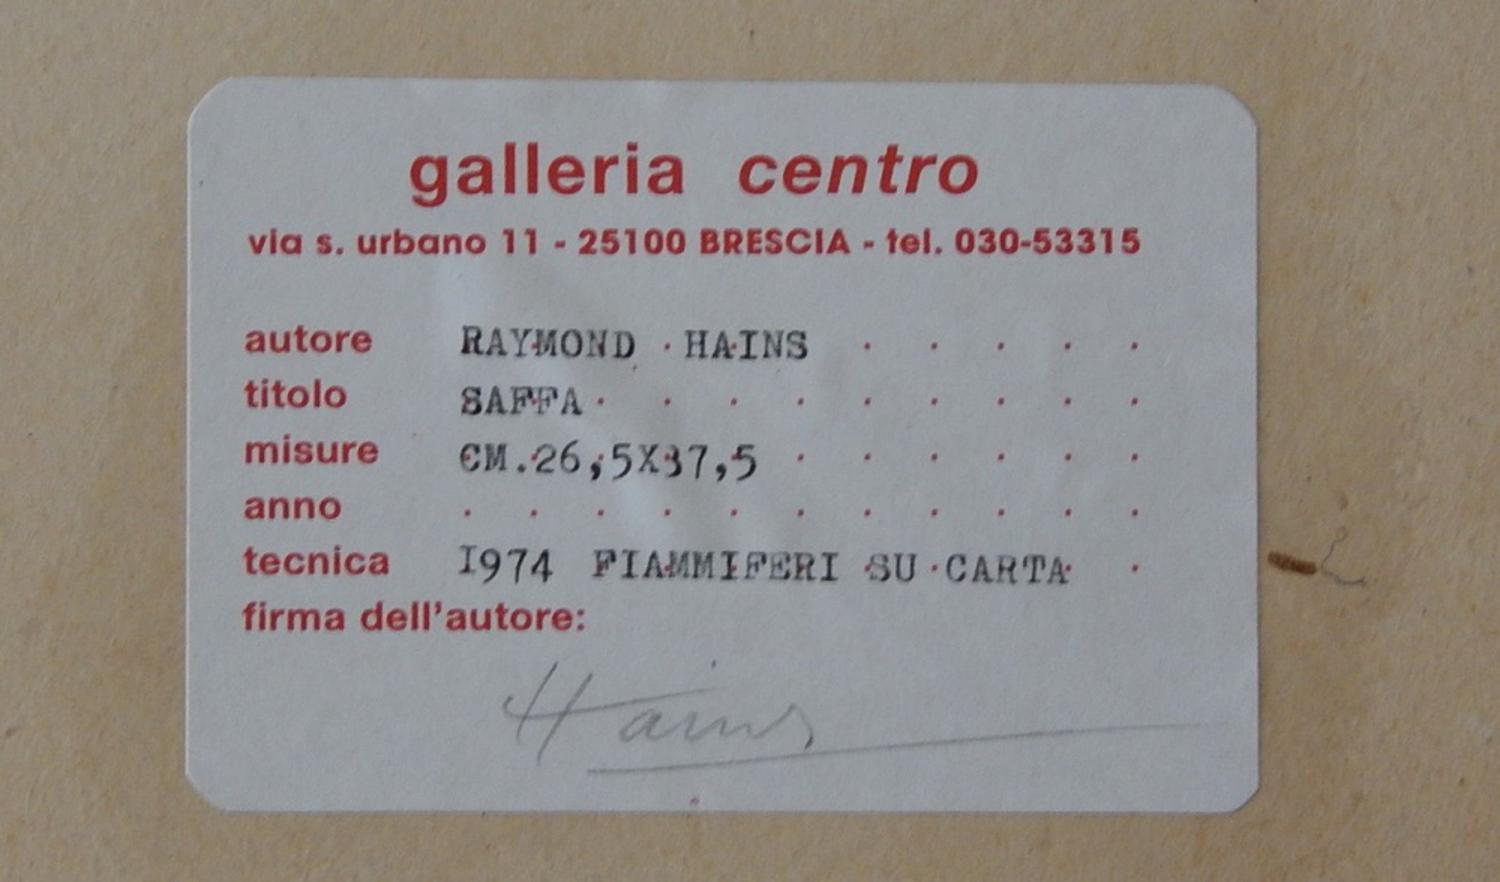 galleria centro
via s. urbano 11 - 25100 BRESCIA - tel. 030-53315
autore RAYMOND HAINS
titolo SAFFA
misure CM.26,5X37,5
anno
tecnica I974 FIAMMIFERI SU CARTA
firma dell'autore:
Hains